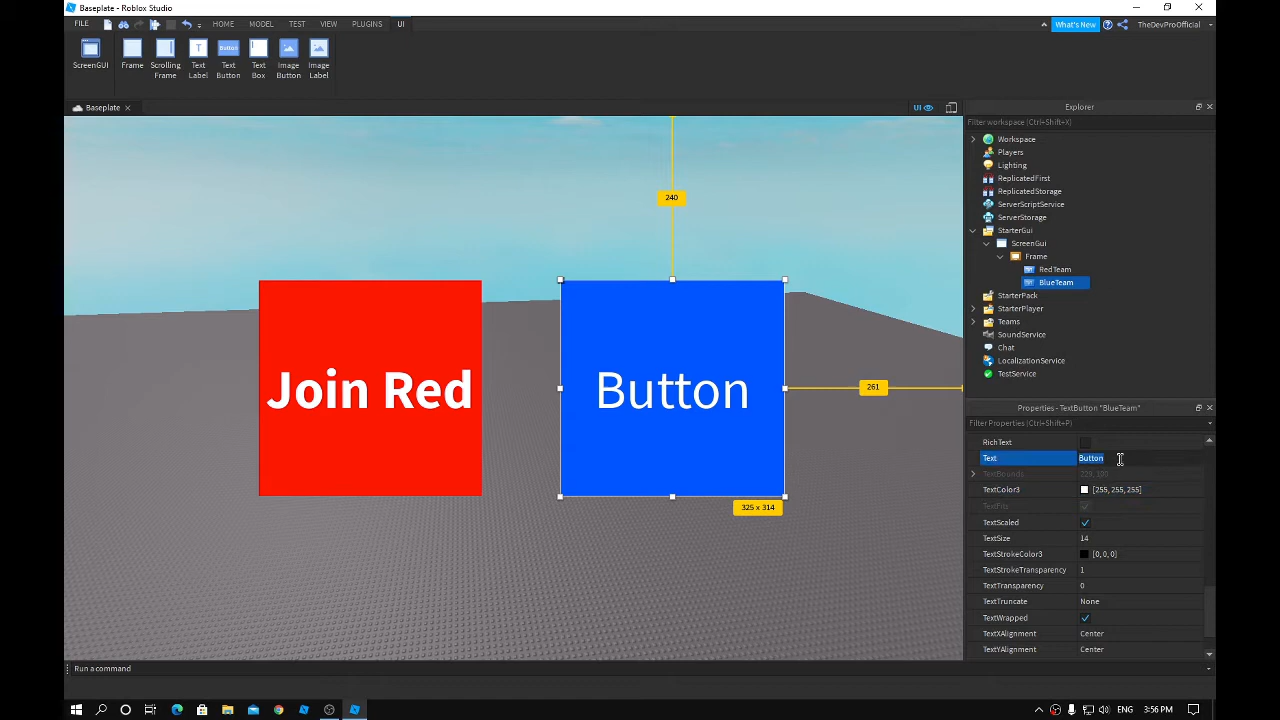 Baseplate - Roblox Studio
FILE HOME MODEL TEST VIEW PLUGINS UI What's New TheDevProOfficial
ScreenGUI Frame Scrolling Frame Text Label Text Button Text Box Image Button Image Label
Button
Baseplate UI
Explorer
Filter workspace (Ctrl+Shift+X)
Workspace
Players
Lighting
ReplicatedFirst
ReplicatedStorage
ServerScriptService
ServerStorage
StarterGui
ScreenGui
Frame
RedTeam
BlueTeam
StarterPack
StarterPlayer
Teams
SoundService
Chat
LocalizationService
TestService
240
Join Red
Button
261
325 x 314
Properties - TextButton "BlueTeam"
Filter Properties (Ctrl+Shift+P)
RichText
Text Button
TextBounds 229, 100
TextColor3 [255, 255, 255]
TextFits
TextScaled
TextSize 14
TextStrokeColor3 [0, 0, 0]
TextStrokeTransparency 1
TextTransparency 0
TextTruncate None
TextWrapped
TextXAlignment Center
TextYAlignment Center
Run a command
ENG 3:56 PM